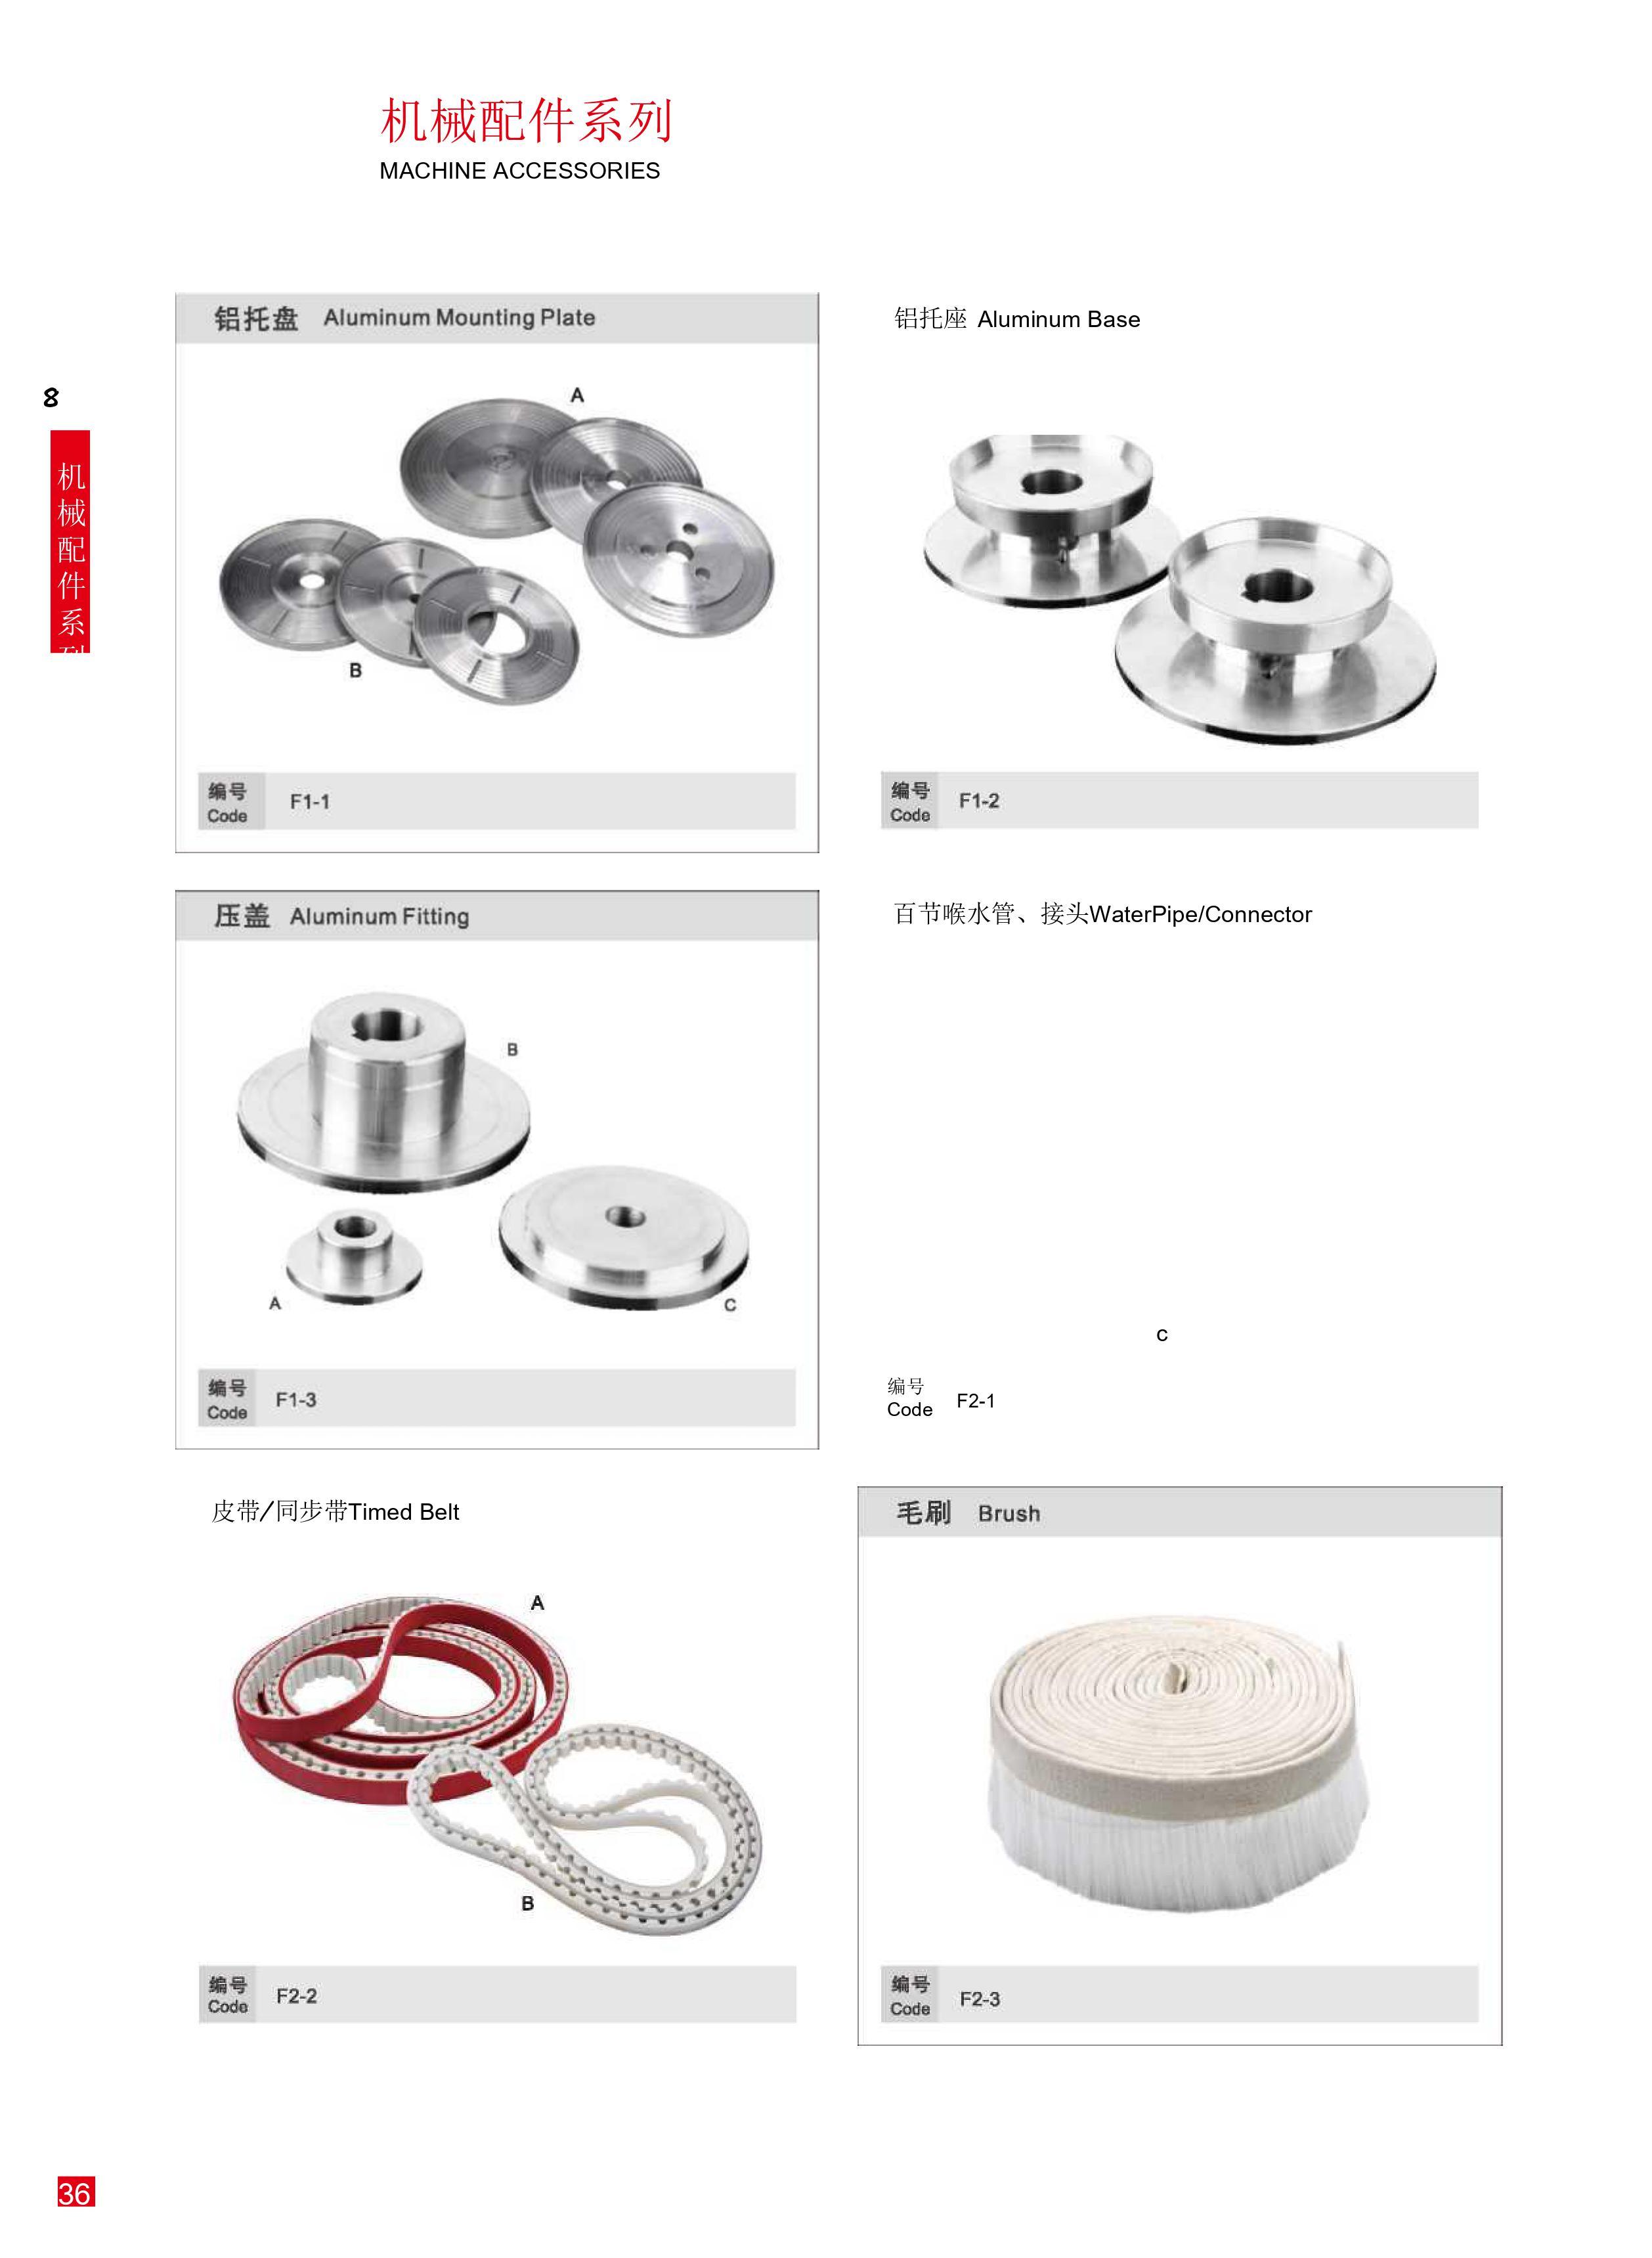 机械配件系列
MACHINE ACCESSORIES
铝托盘 Aluminum Mounting Plate
A
B
编号
Code
F1-1
铝托座 Aluminum Base
编号
Code
F1-2
8
机械配件系列
压盖 Aluminum Fitting
B
A
C
编号
Code
F1-3
百节喉水管、接头WaterPipe/Connector
c
编号
Code
F2-1
皮带/同步带Timed Belt
A
B
编号
Code
F2-2
毛刷 Brush
编号
Code
F2-3
36